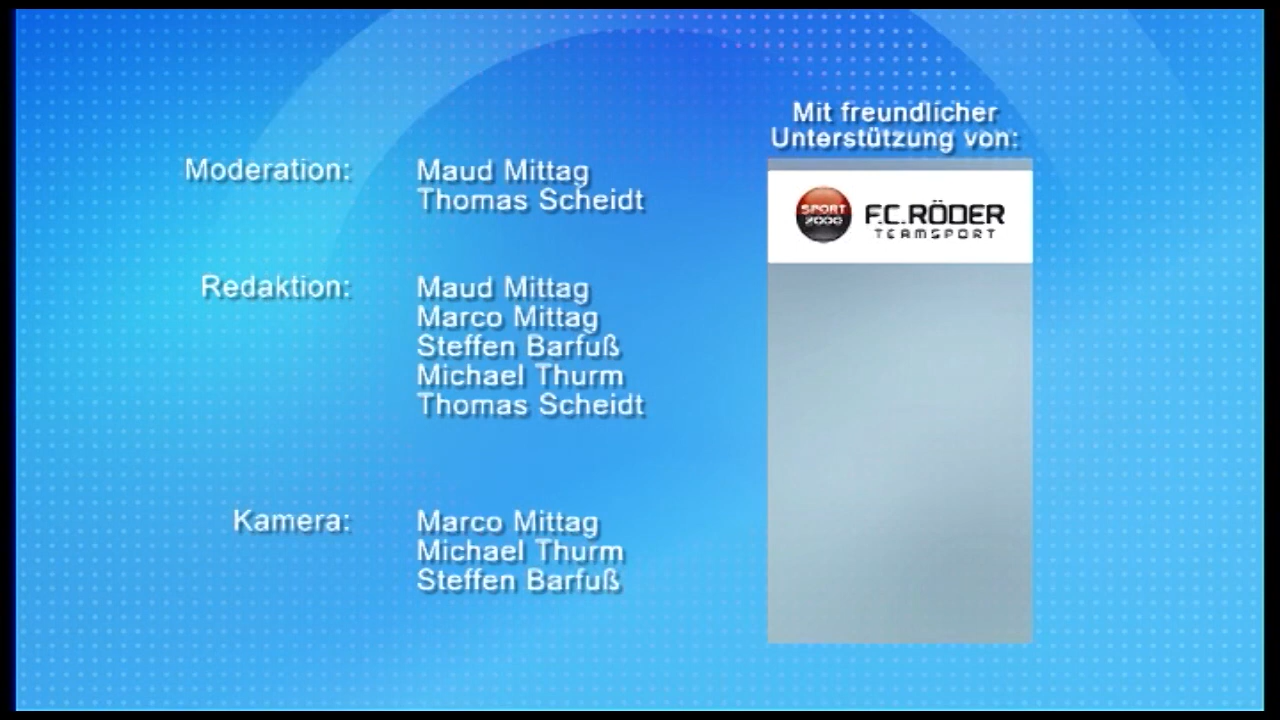 Mit freundlicher
Unterstützung von:
Moderation: Maud Mittag
Thomas Scheidt
SPORT 2000 F.C.RÖDER
TEAMSPORT
Redaktion: Maud Mittag
Marco Mittag
Steffen Barfuß
Michael Thurm
Thomas Scheidt
Kamera: Marco Mittag
Michael Thurm
Steffen Barfuß